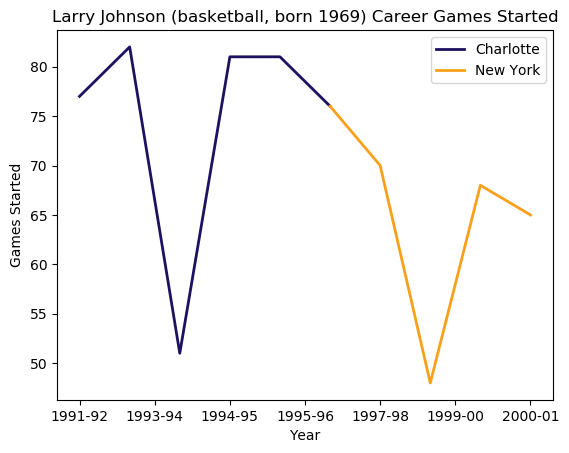 Larry Johnson (basketball, born 1969) Career Games Started
Charlotte
New York
Games Started
80
75
70
65
60
55
50
1991-92 1993-94 1994-95 1995-96 1997-98 1999-00 2000-01
Year